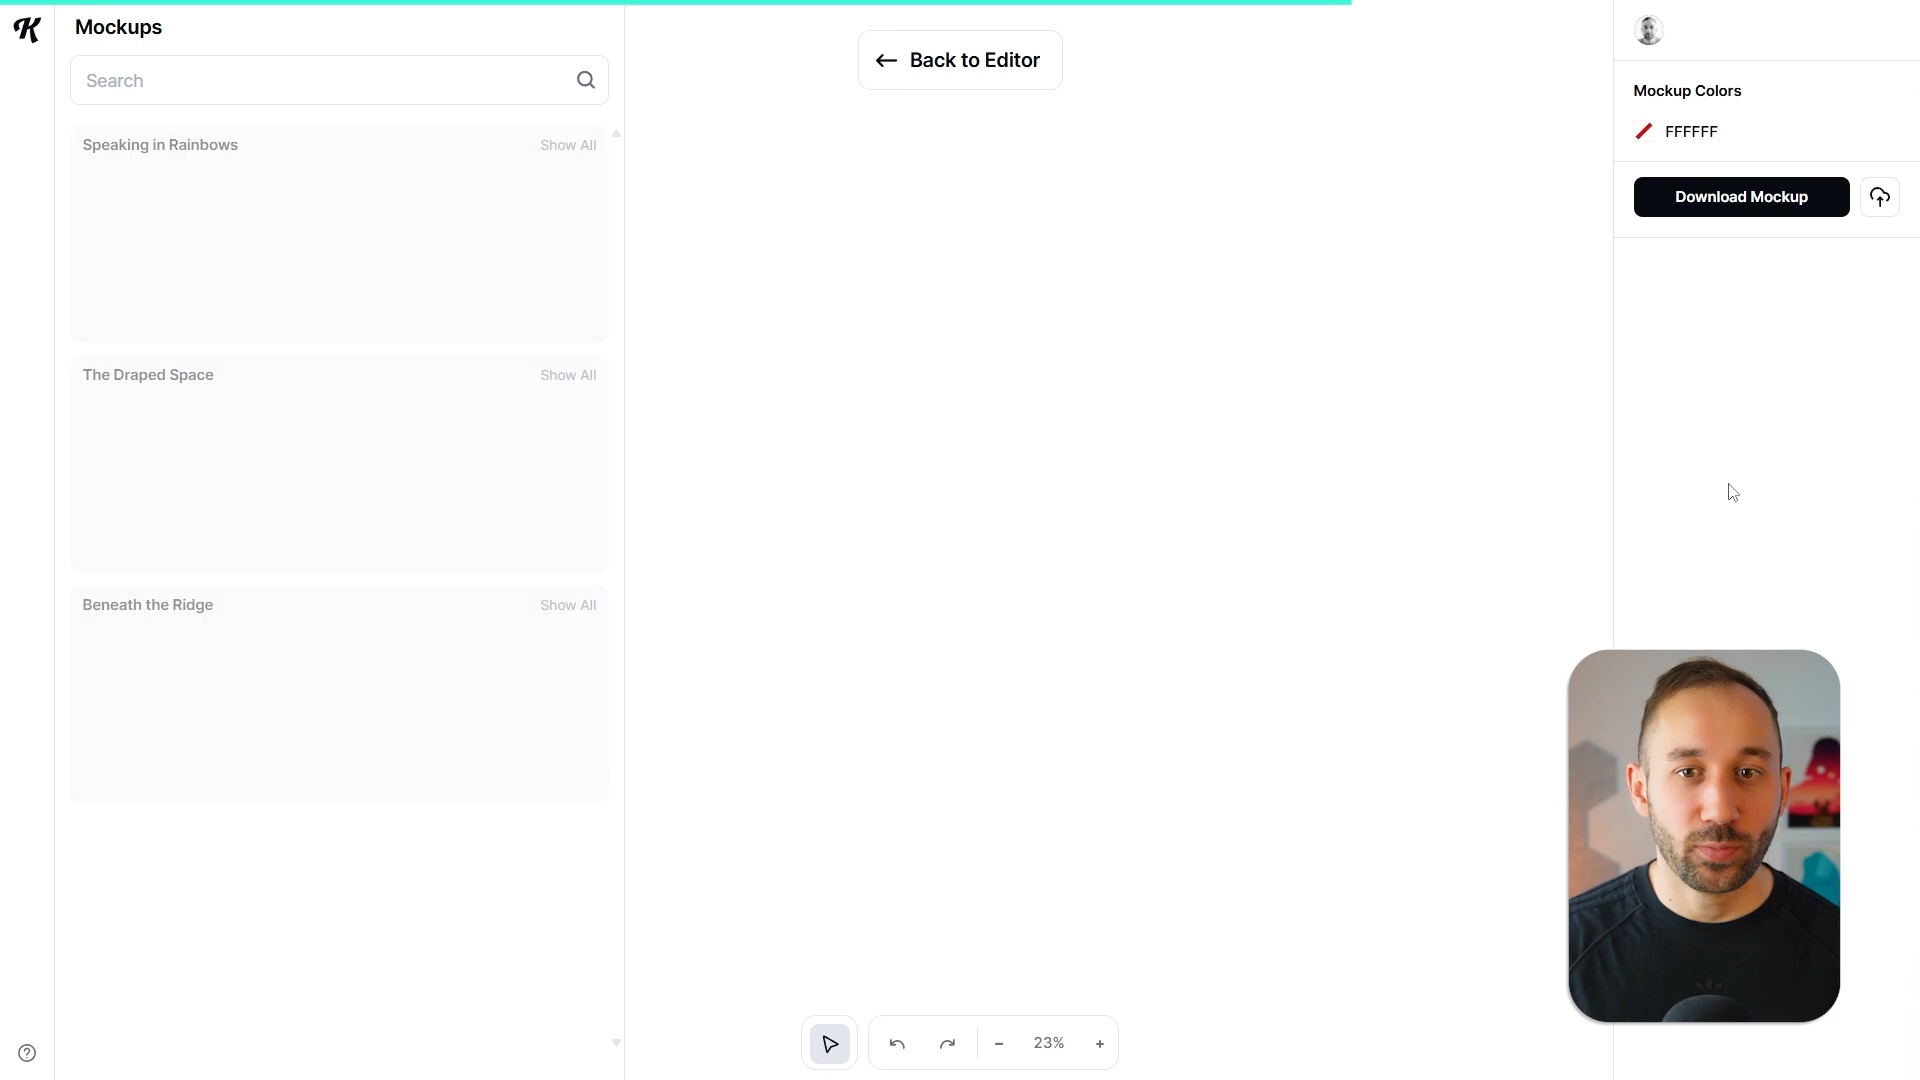 Mockups
Search
Speaking in Rainbows
Show All
The Draped Space
Show All
Beneath the Ridge
Show All
Back to Editor
23%
Mockup Colors
FFFFFF
Download Mockup